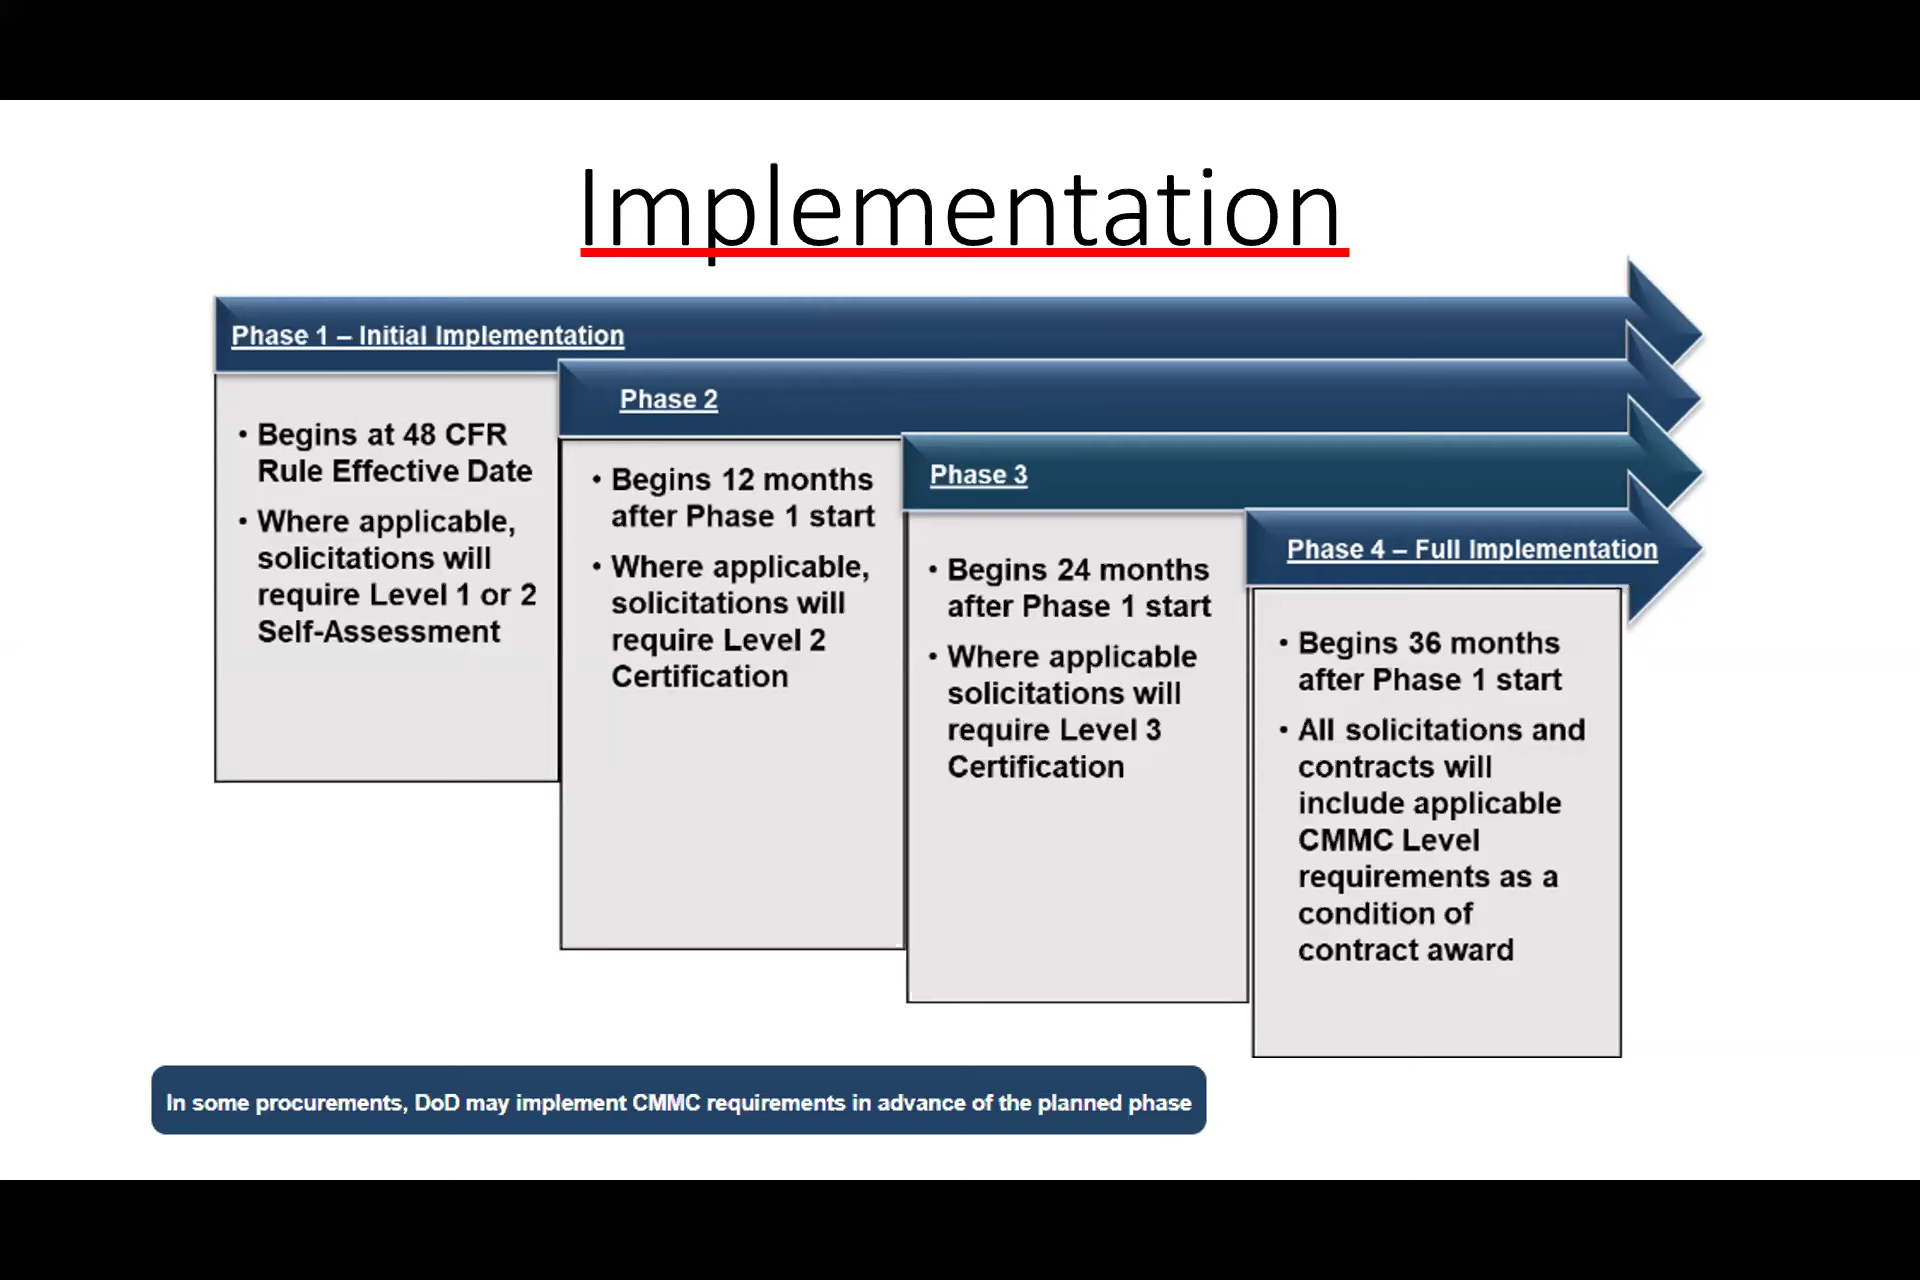 Implementation
Phase 1 – Initial Implementation
• Begins at 48 CFR
Rule Effective Date
• Where applicable,
solicitations will
require Level 1 or 2
Self-Assessment
Phase 2
• Begins 12 months
after Phase 1 start
• Where applicable,
solicitations will
require Level 2
Certification
Phase 3
• Begins 24 months
after Phase 1 start
• Where applicable
solicitations will
require Level 3
Certification
Phase 4 – Full Implementation
• Begins 36 months
after Phase 1 start
• All solicitations and
contracts will
include applicable
CMMC Level
requirements as a
condition of
contract award
In some procurements, DoD may implement CMMC requirements in advance of the planned phase